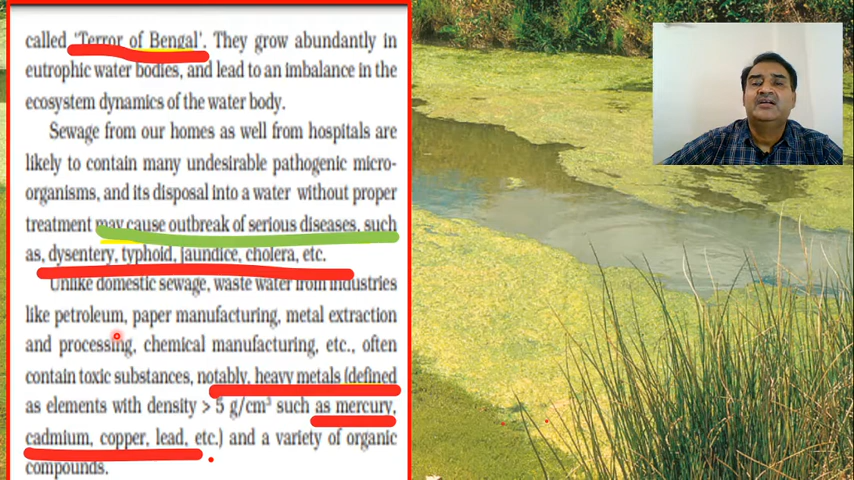 called ‘Terror of Bengal’. They grow abundantly in
eutrophic water bodies, and lead to an imbalance in the
ecosystem dynamics of the water body.
Sewage from our homes as well from hospitals are
likely to contain many undesirable pathogenic micro-
organisms, and its disposal into a water without proper
treatment may cause outbreak of serious diseases, such
as, dysentery, typhoid, jaundice, cholera, etc.
Unlike domestic sewage, waste water from industries
like petroleum, paper manufacturing, metal extraction
and processing, chemical manufacturing, etc., often
contain toxic substances, notably, heavy metals (defined
as elements with density > 5 g/cm³ such as mercury,
cadmium, copper, lead, etc.) and a variety of organic
compounds.